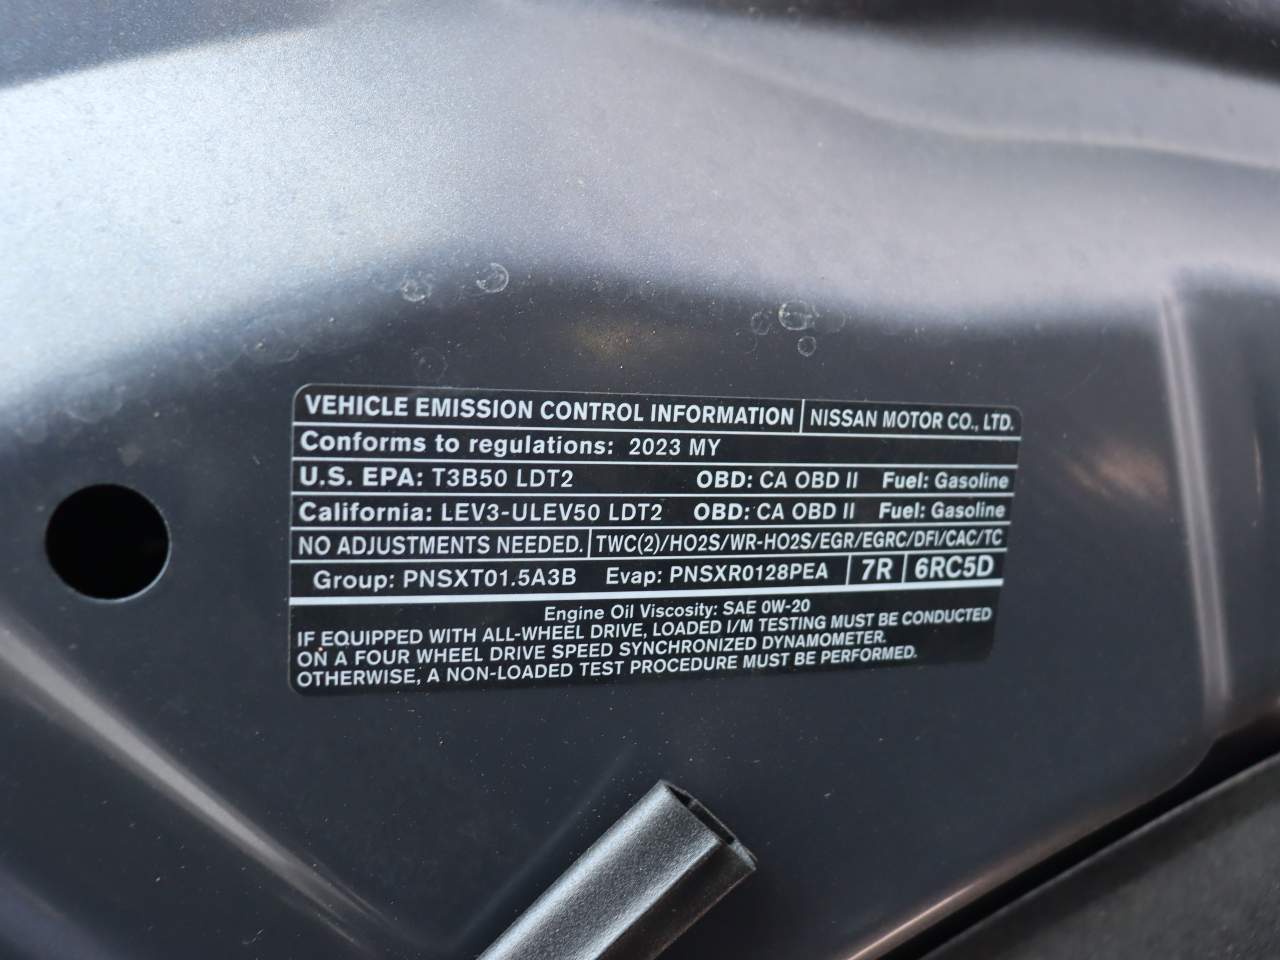 VEHICLE EMISSION CONTROL INFORMATION NISSAN MOTOR CO., LTD.
Conforms to regulations: 2023 MY
U.S. EPA: T3B50 LDT2 OBD: CA OBD II Fuel: Gasoline
California: LEV3-ULEV50 LDT2 OBD: CA OBD II Fuel: Gasoline
NO ADJUSTMENTS NEEDED. TWC(2)/HO2S/WR-HO2S/EGR/EGRC/DFI/CAC/TC
Group: PNSXT01.5A3B Evap: PNSXR0128PEA 7R 6RC5D
Engine Oil Viscosity: SAE 0W-20
IF EQUIPPED WITH ALL-WHEEL DRIVE, LOADED I/M TESTING MUST BE CONDUCTED
ON A FOUR WHEEL DRIVE SPEED SYNCHRONIZED DYNAMOMETER.
OTHERWISE, A NON-LOADED TEST PROCEDURE MUST BE PERFORMED.